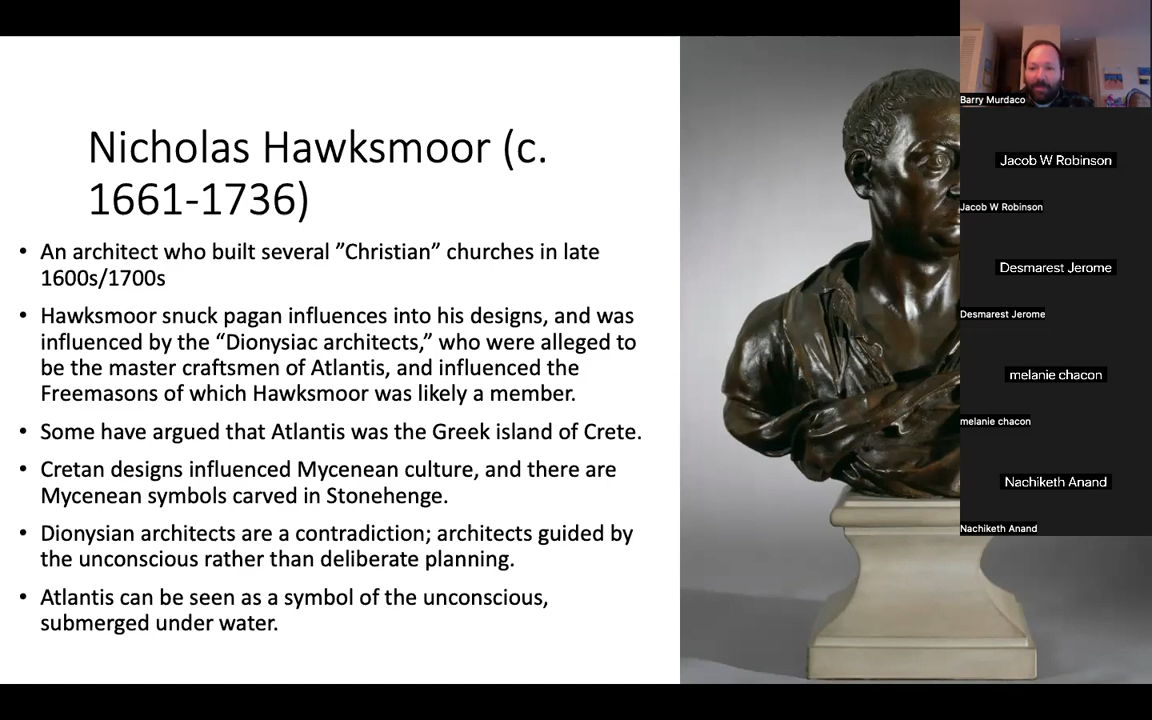 Nicholas Hawksmoor (c.
1661-1736)
• An architect who built several ”Christian” churches in late
1600s/1700s
• Hawksmoor snuck pagan influences into his designs, and was
influenced by the “Dionysiac architects,” who were alleged to
be the master craftsmen of Atlantis, and influenced the
Freemasons of which Hawksmoor was likely a member.
• Some have argued that Atlantis was the Greek island of Crete.
• Cretan designs influenced Mycenean culture, and there are
Mycenean symbols carved in Stonehenge.
• Dionysian architects are a contradiction; architects guided by
the unconscious rather than deliberate planning.
• Atlantis can be seen as a symbol of the unconscious,
submerged under water.
Barry Murdaco
Jacob W Robinson
Jacob W Robinson
Desmarest Jerome
Desmarest Jerome
melanie chacon
melanie chacon
Nachiketh Anand
Nachiketh Anand